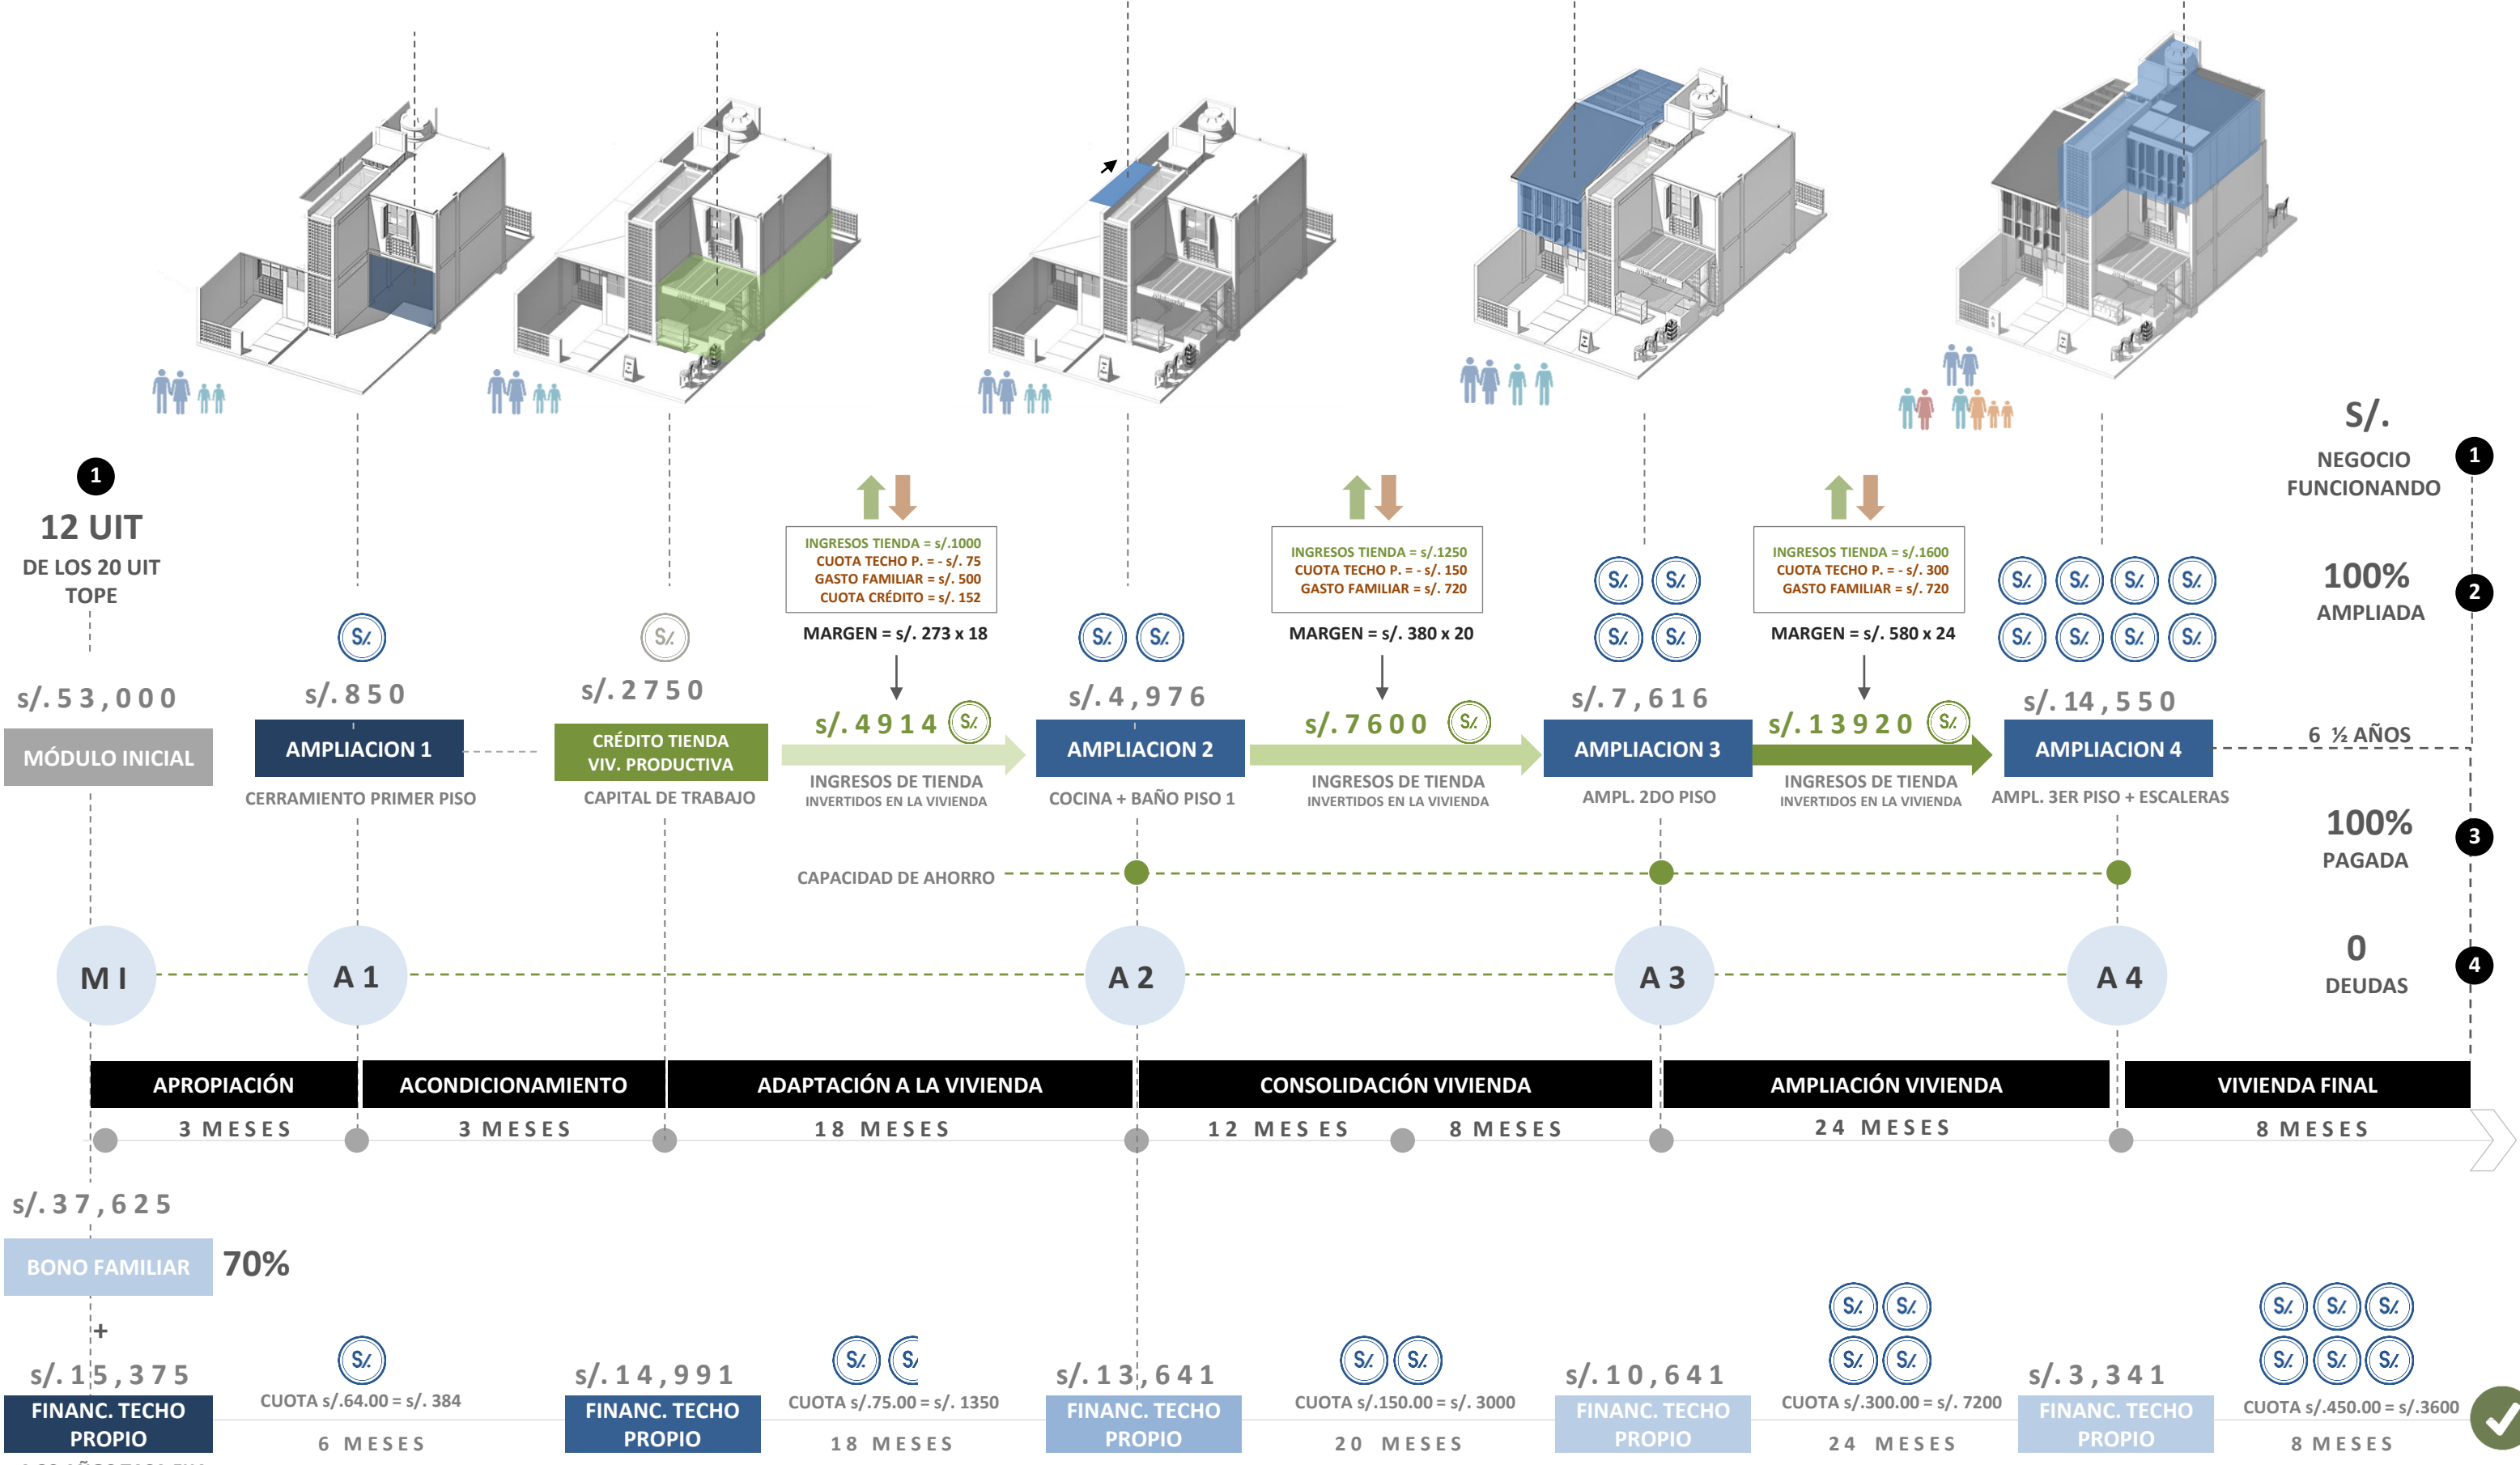 1
12 UIT
DE LOS 20 UIT
TOPE
s/.53,000
MÓDULO INICIAL
S/.
s/.850
AMPLIACION 1
CERRAMIENTO PRIMER PISO
S/.
s/.2750
CRÉDITO TIENDA
VIV. PRODUCTIVA
CAPITAL DE TRABAJO
INGRESOS TIENDA = s/.1000
CUOTA TECHO P. = - s/. 75
GASTO FAMILIAR = s/. 500
CUOTA CRÉDITO = s/. 152
MARGEN = s/. 273 x 18
s/.4914 S/.
INGRESOS DE TIENDA
INVERTIDOS EN LA VIVIENDA
S/. S/.
s/.4,976
AMPLIACION 2
COCINA + BAÑO PISO 1
INGRESOS TIENDA = s/.1250
CUOTA TECHO P. = - s/. 150
GASTO FAMILIAR = s/. 720
MARGEN = s/. 380 x 20
s/.7600 S/.
INGRESOS DE TIENDA
INVERTIDOS EN LA VIVIENDA
S/. S/.
S/. S/.
s/.7,616
AMPLIACION 3
AMPL. 2DO PISO
INGRESOS TIENDA = s/.1600
CUOTA TECHO P. = - s/. 300
GASTO FAMILIAR = s/. 720
MARGEN = s/. 580 x 24
s/.13920 S/.
INGRESOS DE TIENDA
INVERTIDOS EN LA VIVIENDA
S/. S/. S/. S/.
S/. S/. S/. S/.
s/.14,550
AMPLIACION 4
AMPL. 3ER PISO + ESCALERAS
S/.
NEGOCIO
FUNCIONANDO
1
100%
AMPLIADA
2
6 ½ AÑOS
100%
PAGADA
3
0
DEUDAS
4
CAPACIDAD DE AHORRO
M I
A 1
A 2
A 3
A 4
APROPIACIÓN
ACONDICIONAMIENTO
ADAPTACIÓN A LA VIVIENDA
CONSOLIDACIÓN VIVIENDA
AMPLIACIÓN VIVIENDA
VIVIENDA FINAL
3 MESES
3 MESES
18 MESES
12 MESES
8 MESES
24 MESES
8 MESES
s/.37,625
BONO FAMILIAR
70%
+
s/.15,375
FINANC. TECHO
PROPIO
S/.
CUOTA s/.64.00 = s/. 384
6 MESES
s/.14,991
FINANC. TECHO
PROPIO
S/. S/.
CUOTA s/.75.00 = s/. 1350
18 MESES
s/.13,641
FINANC. TECHO
PROPIO
S/. S/.
CUOTA s/.150.00 = s/. 3000
20 MESES
s/.10,641
FINANC. TECHO
PROPIO
S/. S/.
S/. S/.
CUOTA s/.300.00 = s/. 7200
24 MESES
s/.3,341
FINANC. TECHO
PROPIO
S/. S/. S/.
S/. S/. S/.
CUOTA s/.450.00 = s/.3600
8 MESES